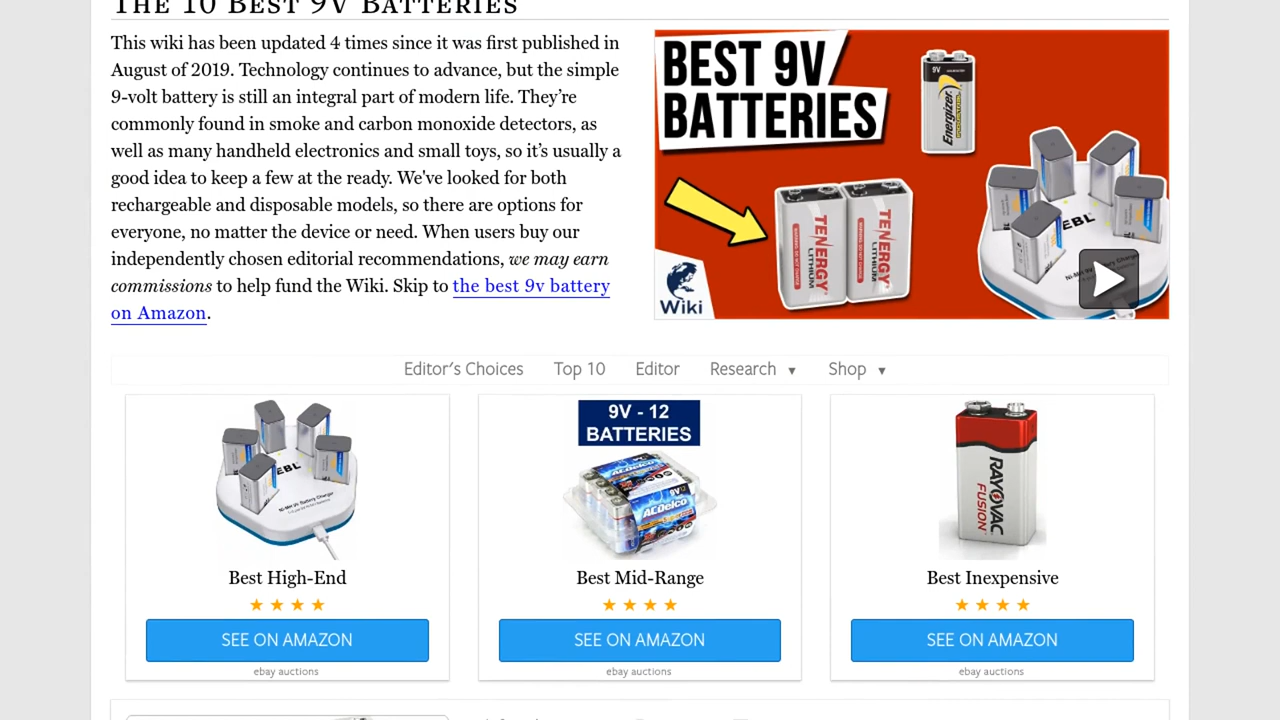 The 10 Best 9V Batteries
This wiki has been updated 4 times since it was first published in
August of 2019. Technology continues to advance, but the simple
9-volt battery is still an integral part of modern life. They're
commonly found in smoke and carbon monoxide detectors, as
well as many handheld electronics and small toys, so it's usually a
good idea to keep a few at the ready. We've looked for both
rechargeable and disposable models, so there are options for
everyone, no matter the device or need. When users buy our
independently chosen editorial recommendations, we may earn
commissions to help fund the Wiki. Skip to the best 9v battery
on Amazon.
BEST 9V
BATTERIES
9V
Energizer
TENERGY
LITHIUM
TENERGY
LITHIUM
EBL
Wiki
Editor's Choices Top 10 Editor Research ▼ Shop ▼
EBL
9V - 12
BATTERIES
ACDelco
RAYOVAC
FUSION
Best High-End
Best Mid-Range
Best Inexpensive
★ ★ ★ ★
★ ★ ★ ★
★ ★ ★ ★
SEE ON AMAZON
SEE ON AMAZON
SEE ON AMAZON
ebay auctions
ebay auctions
ebay auctions